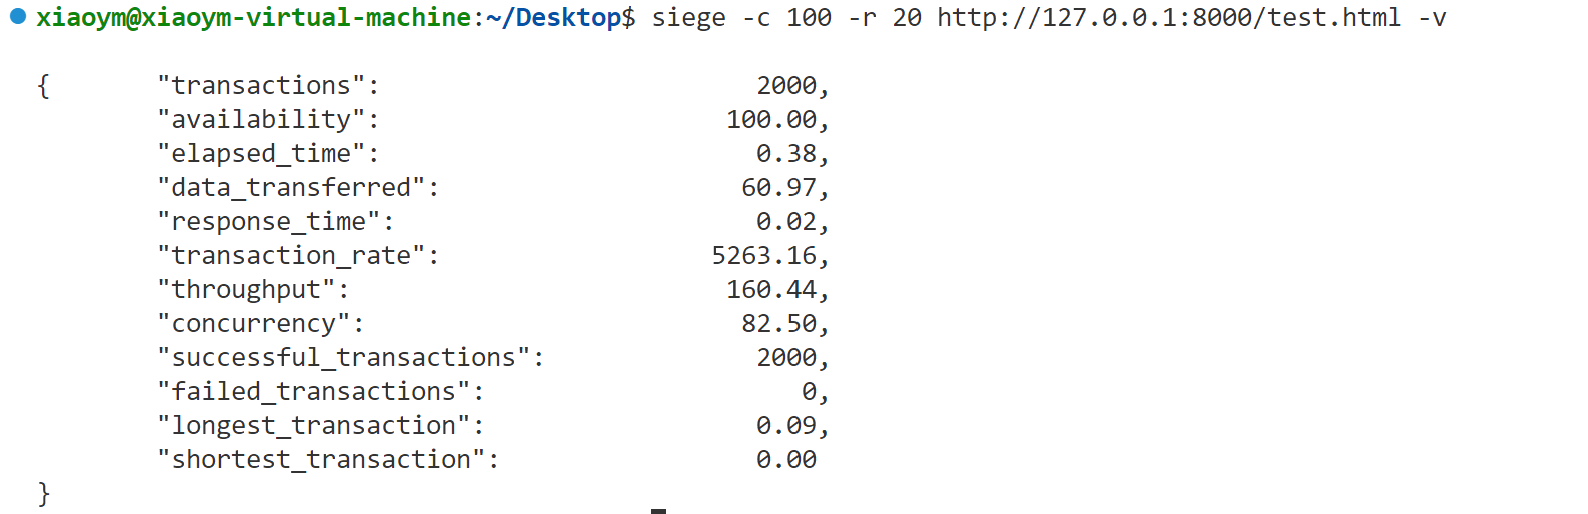 xiaoym@xiaoym-virtual-machine:~/Desktop$ siege -c 100 -r 20 http://127.0.0.1:8000/test.html -v
{ "transactions": 2000,
"availability": 100.00,
"elapsed_time": 0.38,
"data_transferred": 60.97,
"response_time": 0.02,
"transaction_rate": 5263.16,
"throughput": 160.44,
"concurrency": 82.50,
"successful_transactions": 2000,
"failed_transactions": 0,
"longest_transaction": 0.09,
"shortest_transaction": 0.00
}